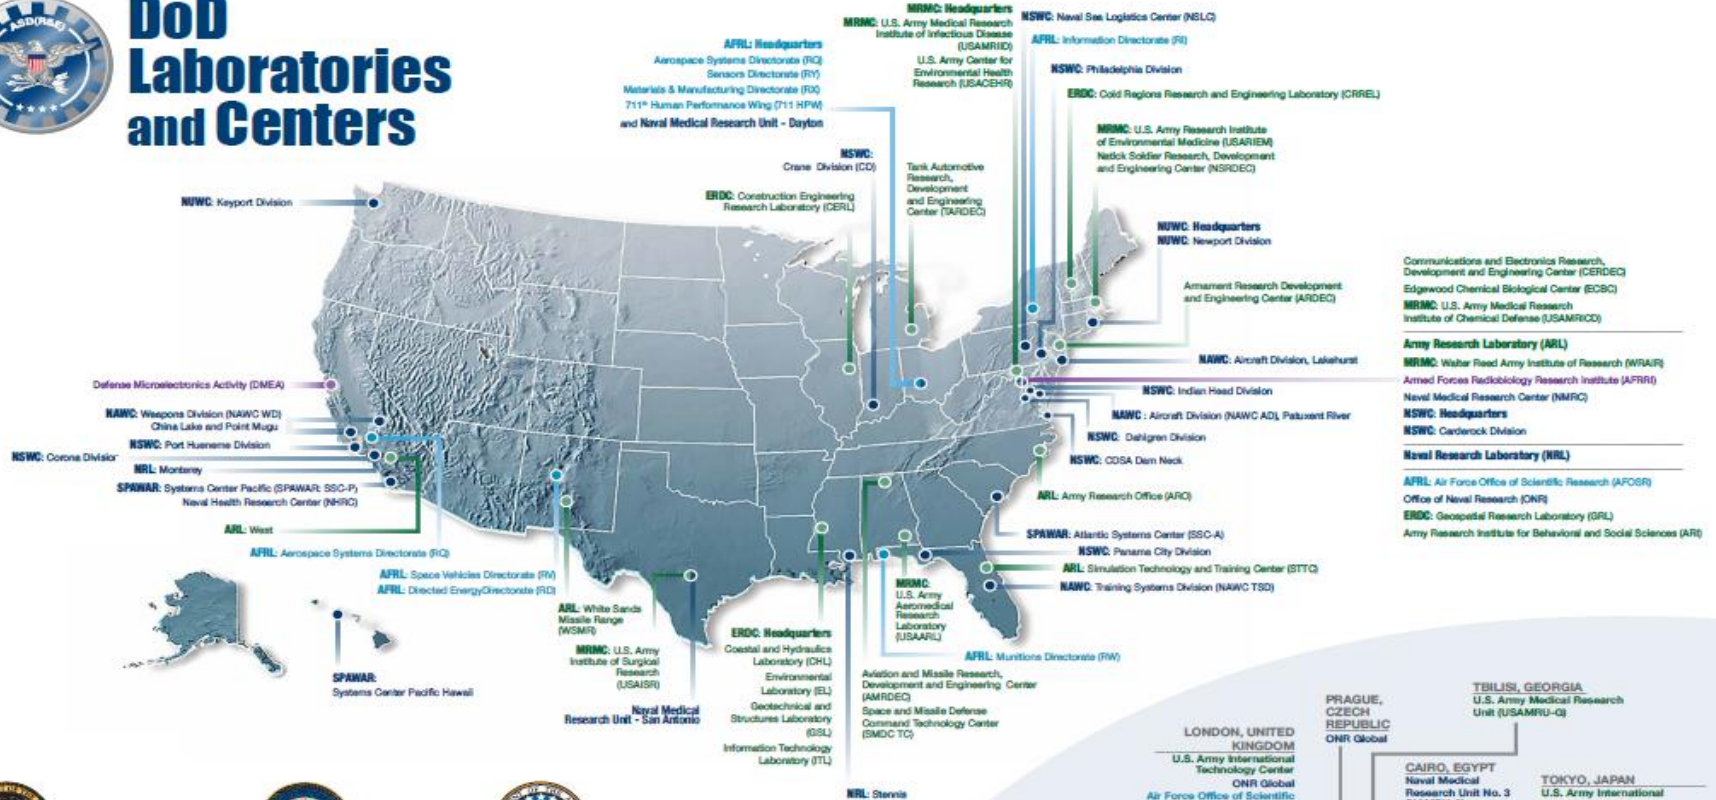 ASD(R&E)
DoD
Laboratories
and Centers
AFRL: Headquarters
Aerospace Systems Directorate (RQ)
Sensors Directorate (RY)
Materials & Manufacturing Directorate (RX)
711th Human Performance Wing (711 HPW)
and Naval Medical Research Unit – Dayton
MRMC: Headquarters
MRMC: U.S. Army Medical Research
Institute of Infectious Disease
(USAMRIID)
U.S. Army Center for
Environmental Health
Research (USACEHR)
NSWC: Naval Sea Logistics Center (NSLC)
AFRL: Information Directorate (RI)
NSWC: Philadelphia Division
ERDC: Cold Regions Research and Engineering Laboratory (CRREL)
MRMC: U.S. Army Research Institute
of Environmental Medicine (USARIEM)
Natick Soldier Research, Development
and Engineering Center (NSRDEC)
NSWC:
Crane Division (CD)
ERDC: Construction Engineering
Research Laboratory (CERL)
Tank Automotive
Research,
Development
and Engineering
Center (TARDEC)
NUWC: Keyport Division
NUWC: Headquarters
NUWC: Newport Division
Armament Research Development
and Engineering Center (ARDEC)
NAWC: Aircraft Division, Lakehurst
NSWC: Indian Head Division
NAWC : Aircraft Division (NAWC AD), Patuxent River
NSWC: Dahlgren Division
NSWC: CDSA Dam Neck
ARL: Army Research Office (ARO)
SPAWAR: Atlantic Systems Center (SSC-A)
NSWC: Panama City Division
ARL: Simulation Technology and Training Center (STTC)
NAWC: Training Systems Division (NAWC TSD)
Communications and Electronics Research,
Development and Engineering Center (CERDEC)
Edgewood Chemical Biological Center (ECBC)
MRMC: U.S. Army Medical Research
Institute of Chemical Defense (USAMRICD)
Army Research Laboratory (ARL)
MRMC: Walter Reed Army Institute of Research (WRAIR)
Armed Forces Radiobiology Research Institute (AFRRI)
Naval Medical Research Center (NMRC)
NSWC: Headquarters
NSWC: Carderock Division
Naval Research Laboratory (NRL)
AFRL: Air Force Office of Scientific Research (AFOSR)
Office of Naval Research (ONR)
ERDC: Geospatial Research Laboratory (GRL)
Army Research Institute for Behavioral and Social Sciences (ARI)
Defense Microelectronics Activity (DMEA)
NAWC: Weapons Division (NAWC WD)
China Lake and Point Mugu
NSWC: Port Hueneme Division
NSWC: Corona Division
NRL: Monterey
SPAWAR: Systems Center Pacific (SPAWAR: SSC-P)
Naval Health Research Center (NHRC)
ARL: West
AFRL: Aerospace Systems Directorate (RQ)
AFRL: Space Vehicles Directorate (RV)
AFRL: Directed EnergyDirectorate (RD)
ARL: White Sands
Missile Range
(WSMR)
MRMC: U.S. Army
Institute of Surgical
Research
(USAISR)
Naval Medical
Research Unit - San Antonio
ERDC: Headquarters
Coastal and Hydraulics
Laboratory (CHL)
Environmental
Laboratory (EL)
Geotechnical and
Structures Laboratory
(GSL)
Information Technology
Laboratory (ITL)
NRL: Stennis
MRMC:
U.S. Army
Aeromedical
Research
Laboratory
(USAARL)
AFRL: Munitions Directorate (RW)
Aviation and Missile Research,
Development and Engineering Center
(AMRDEC)
Space and Missile Defense
Command Technology Center
(SMDC TC)
SPAWAR:
Systems Center Pacific Hawaii
LONDON, UNITED
KINGDOM
U.S. Army International
Technology Center
ONR Global
Air Force Office of Scientific
PRAGUE,
CZECH
REPUBLIC
ONR Global
TBILISI, GEORGIA
U.S. Army Medical Research
Unit (USAMRU-G)
CAIRO, EGYPT
Naval Medical
Research Unit No. 3
TOKYO, JAPAN
U.S. Army International